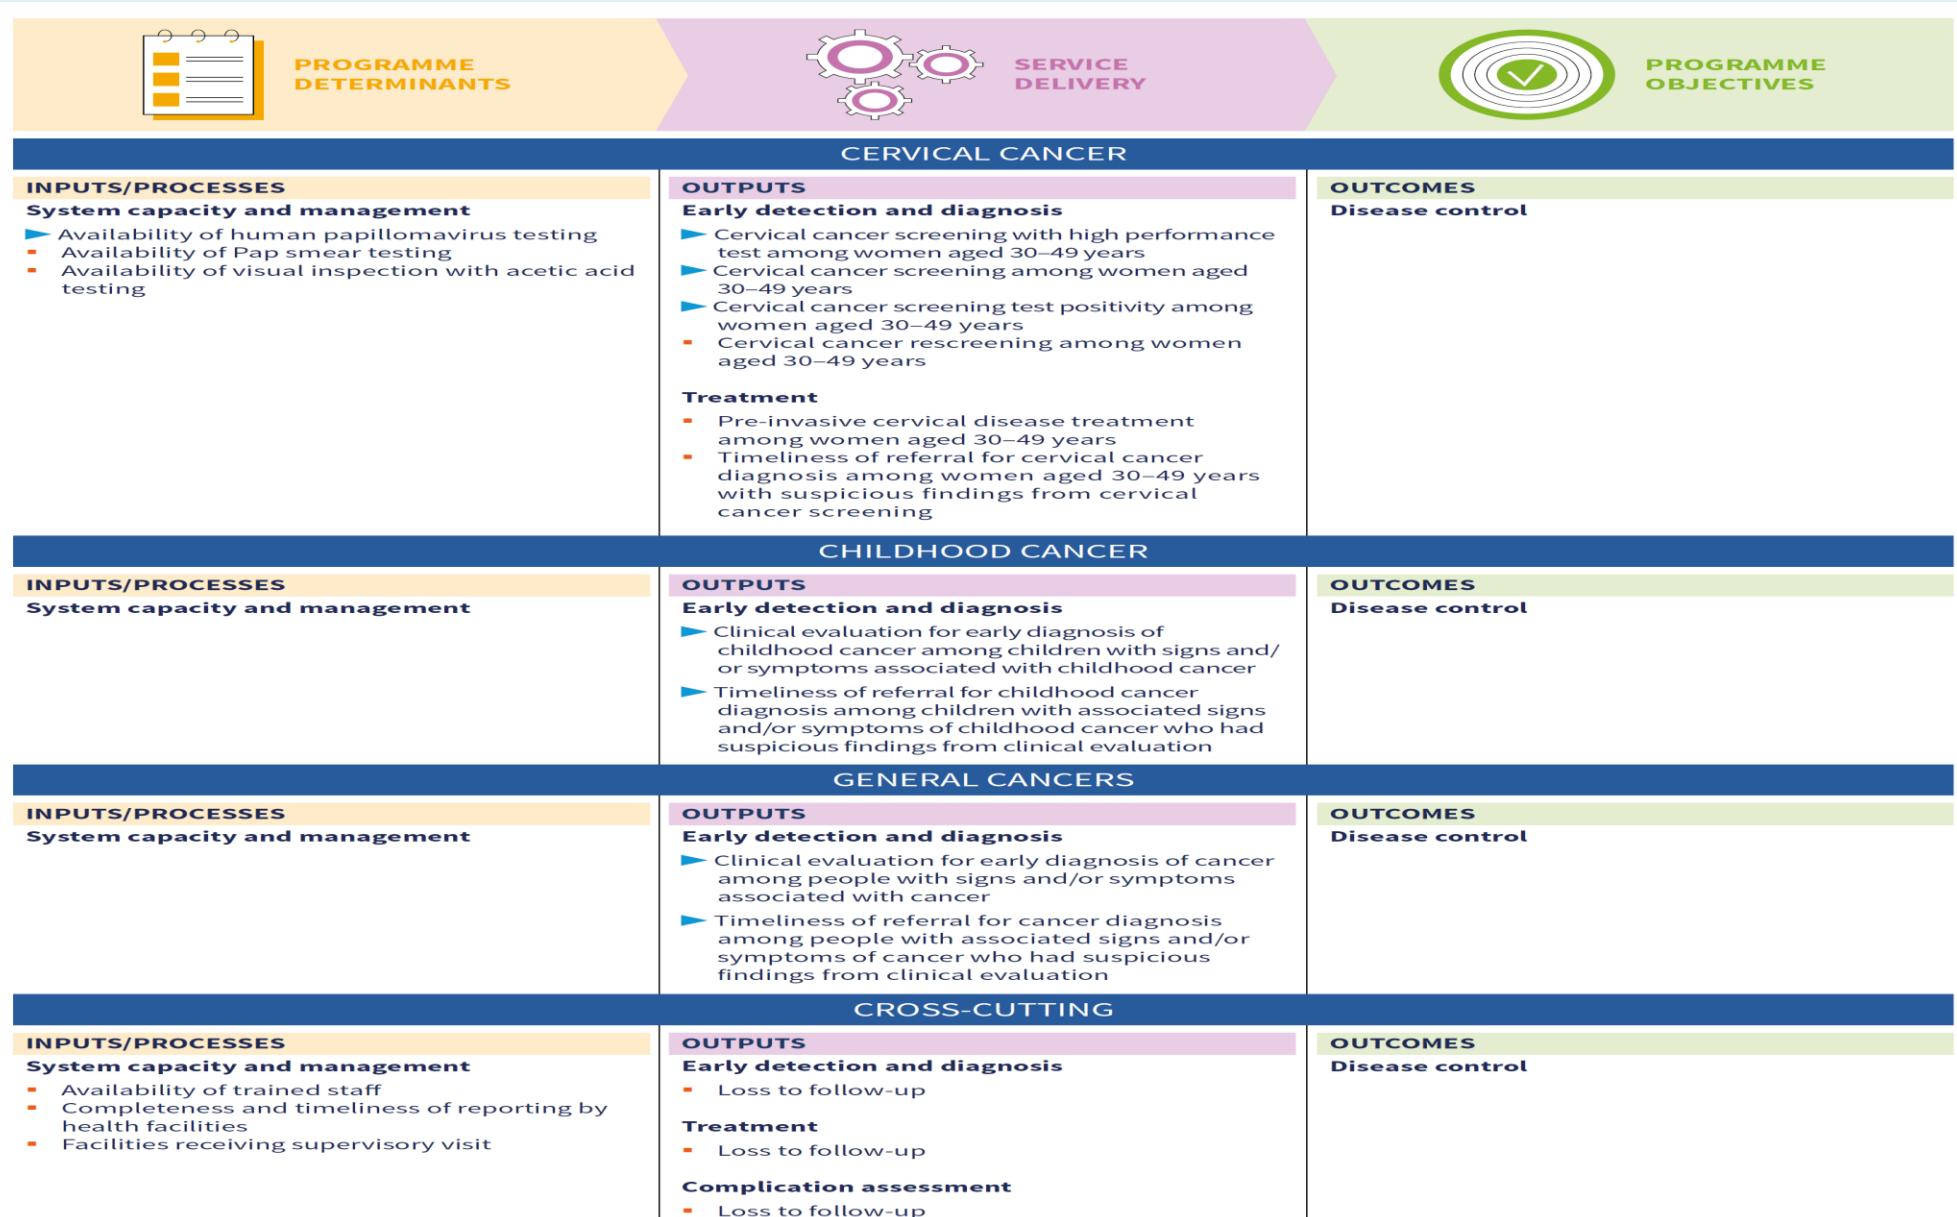 PROGRAMME
DETERMINANTS
SERVICE
DELIVERY
PROGRAMME
OBJECTIVES
CERVICAL CANCER
INPUTS/PROCESSES
System capacity and management
Availability of human papillomavirus testing
Availability of Pap smear testing
Availability of visual inspection with acetic acid
testing
OUTPUTS
Early detection and diagnosis
Cervical cancer screening with high performance
test among women aged 30–49 years
Cervical cancer screening among women aged
30–49 years
Cervical cancer screening test positivity among
women aged 30–49 years
Cervical cancer rescreening among women
aged 30–49 years
Treatment
Pre-invasive cervical disease treatment
among women aged 30–49 years
Timeliness of referral for cervical cancer
diagnosis among women aged 30–49 years
with suspicious findings from cervical
cancer screening
OUTCOMES
Disease control
CHILDHOOD CANCER
INPUTS/PROCESSES
System capacity and management
OUTPUTS
Early detection and diagnosis
Clinical evaluation for early diagnosis of
childhood cancer among children with signs and/
or symptoms associated with childhood cancer
Timeliness of referral for childhood cancer
diagnosis among children with associated signs
and/or symptoms of childhood cancer who had
suspicious findings from clinical evaluation
OUTCOMES
Disease control
GENERAL CANCERS
INPUTS/PROCESSES
System capacity and management
OUTPUTS
Early detection and diagnosis
Clinical evaluation for early diagnosis of cancer
among people with signs and/or symptoms
associated with cancer
Timeliness of referral for cancer diagnosis
among people with associated signs and/or
symptoms of cancer who had suspicious
findings from clinical evaluation
OUTCOMES
Disease control
CROSS-CUTTING
INPUTS/PROCESSES
System capacity and management
Availability of trained staff
Completeness and timeliness of reporting by
health facilities
Facilities receiving supervisory visit
OUTPUTS
Early detection and diagnosis
Loss to follow-up
Treatment
Loss to follow-up
Complication assessment
Loss to follow-up
OUTCOMES
Disease control